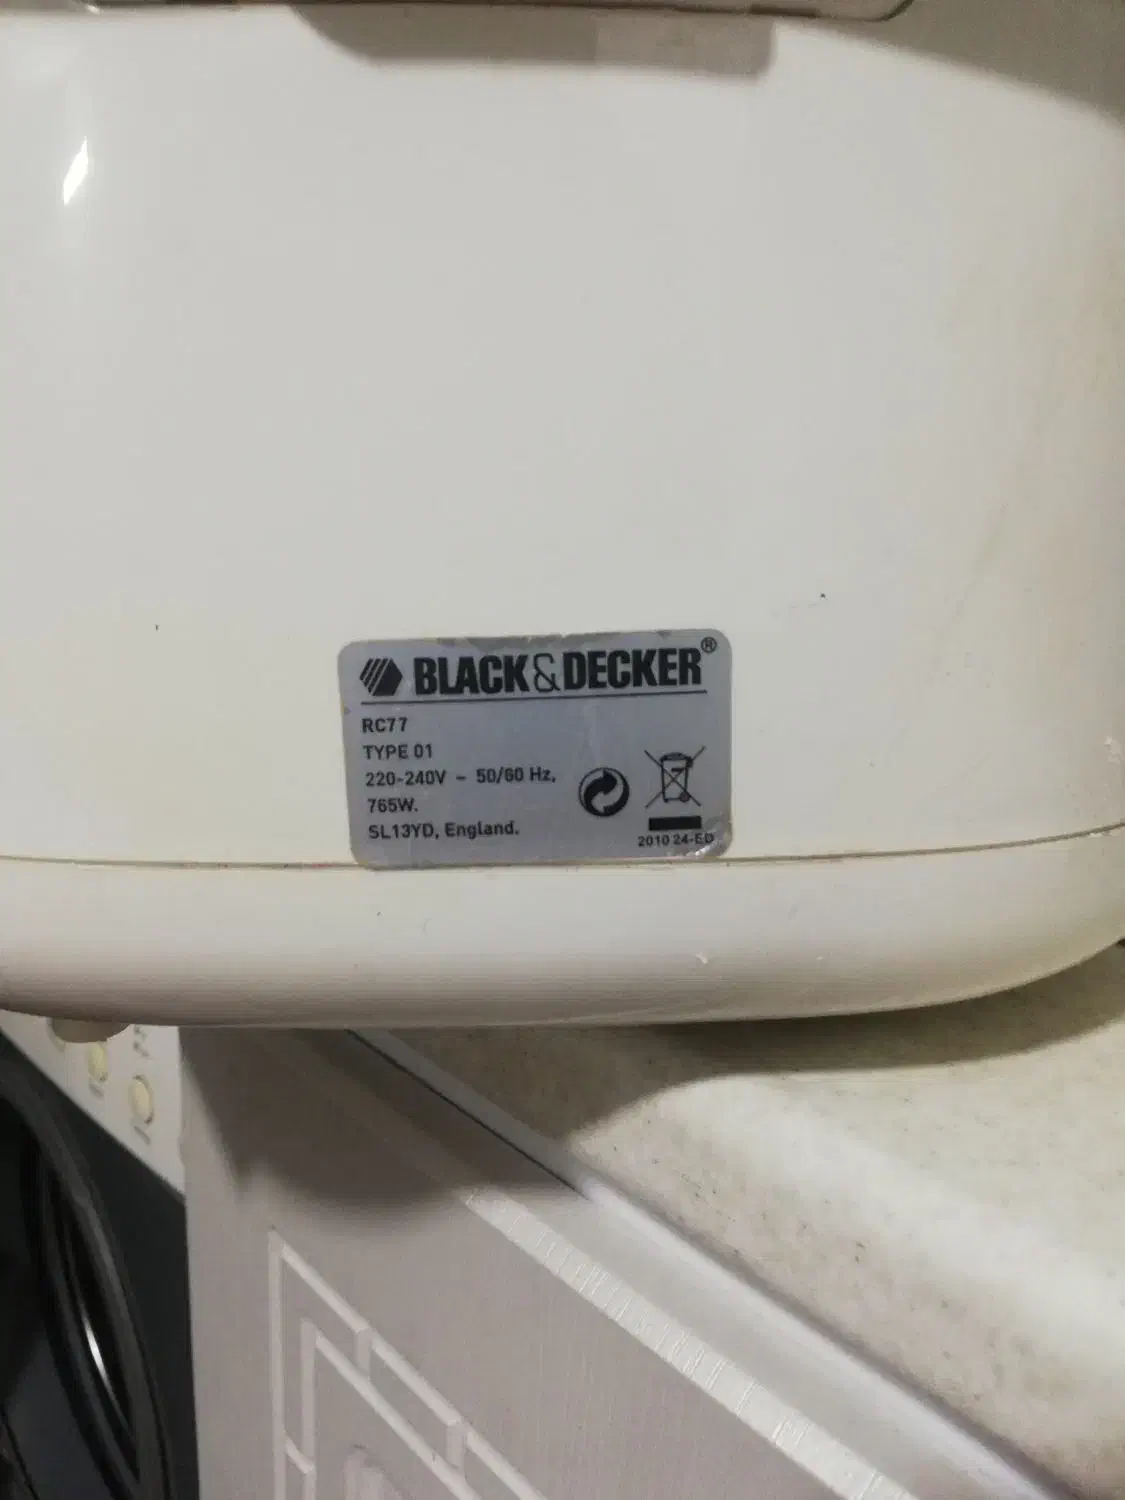 BLACK&DECKER®
RC77
TYPE 01
220-240V ~ 50/60 Hz,
765W.
SL13YD, England.
2010 24-ED